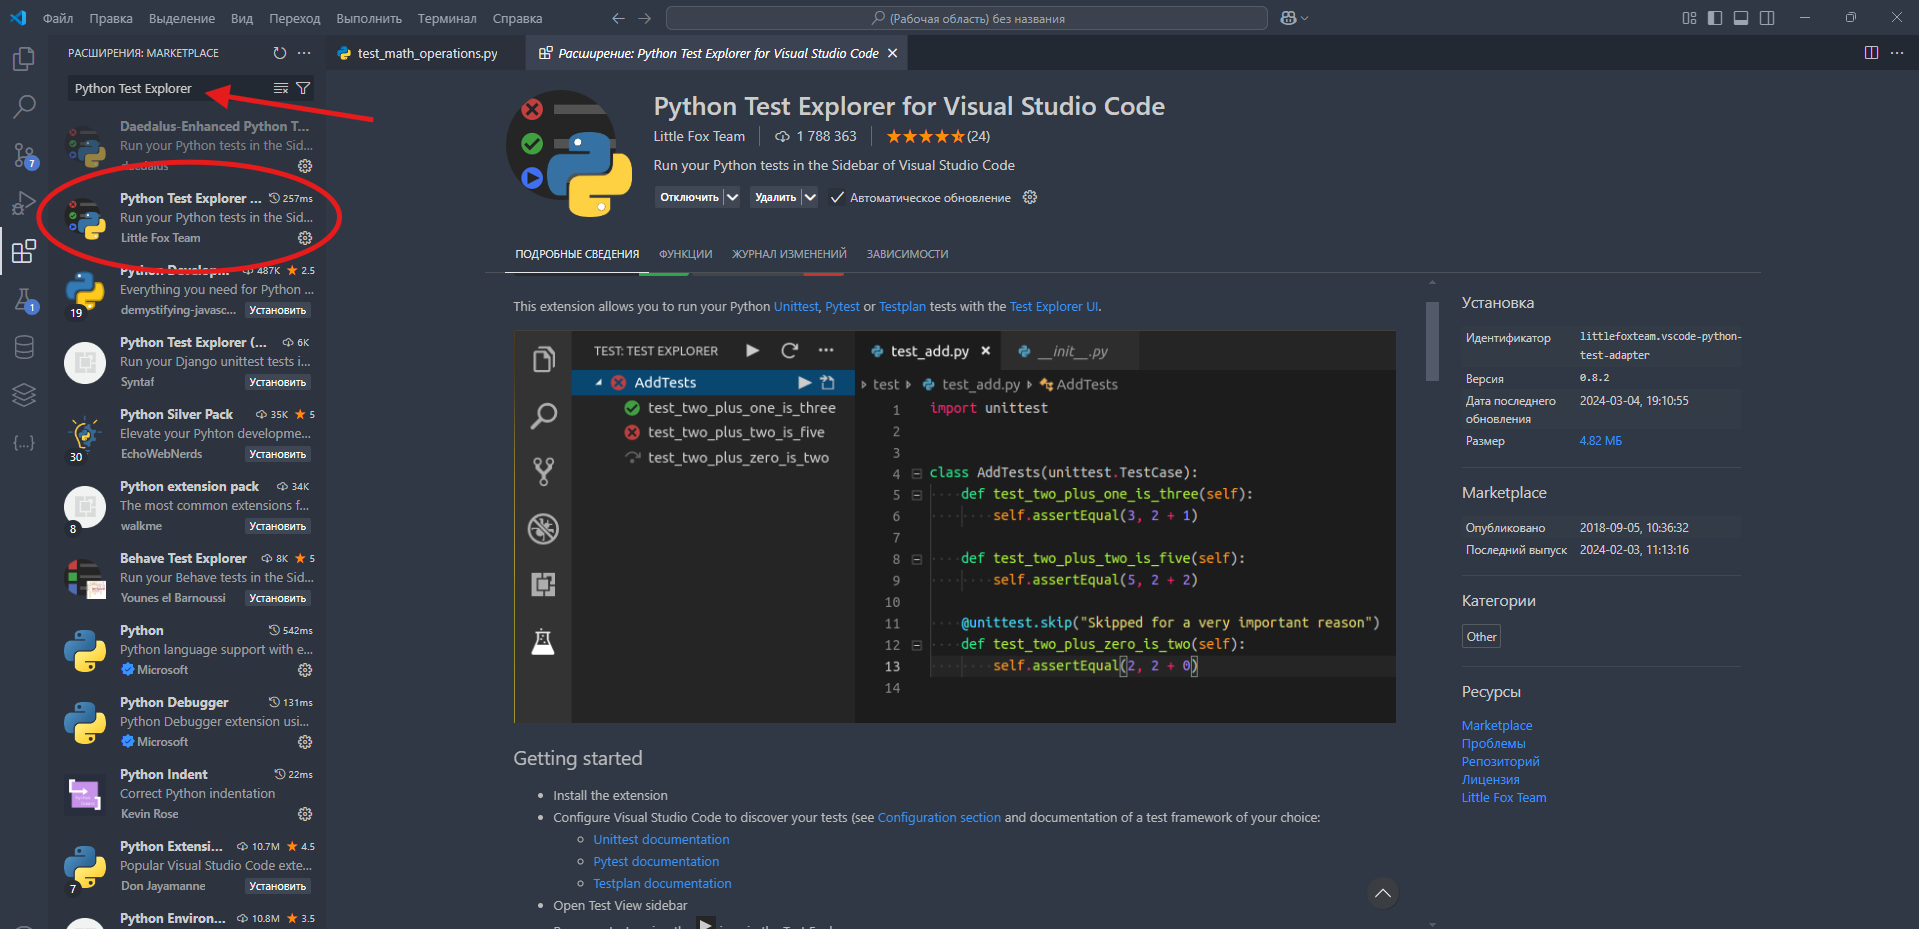 Файл Правка Выделение Вид Переход Выполнить Терминал Справка
(Рабочая область) без названия
РАСШИРЕНИЯ: MARKETPLACE
Python Test Explorer
Daedalus-Enhanced Python T...
Run your Python tests in the Sid...
daedalus
Python Test Explorer ... 257ms
Run your Python tests in the Sid...
Little Fox Team
Python Develop... 487K 2.5
Everything you need for Python ...
demystifying-javasc... Установить
19
Python Test Explorer (... 6K
Run your Django unittest tests i...
Syntaf Установить
Python Silver Pack 35K 5
Elevate your Pyhton developme...
EchoWebNerds Установить
30
Python extension pack 34K
The most common extensions f...
walkme Установить
8
Behave Test Explorer 8K 5
Run your Behave tests in the Sid...
Younes el Barnoussi Установить
Python 542ms
Python language support with e...
Microsoft
Python Debugger 131ms
Python Debugger extension usi...
Microsoft
Python Indent 22ms
Correct Python indentation
Kevin Rose
Python Extensi... 10.7M 4.5
Popular Visual Studio Code exte...
Don Jayamanne Установить
7
Python Environ... 10.8M 3.5
7
1
{...}
test_math_operations.py
Расширение: Python Test Explorer for Visual Studio Code
Python Test Explorer for Visual Studio Code
Little Fox Team 1 788 363 (24)
Run your Python tests in the Sidebar of Visual Studio Code
Отключить Удалить Автоматическое обновление
ПОДРОБНЫЕ СВЕДЕНИЯ ФУНКЦИИ ЖУРНАЛ ИЗМЕНЕНИЙ ЗАВИСИМОСТИ
This extension allows you to run your Python Unittest, Pytest or Testplan tests with the Test Explorer UI.
TEST: TEST EXPLORER
AddTests
test_two_plus_one_is_three
test_two_plus_two_is_five
test_two_plus_zero_is_two
test_add.py __init__.py
test test_add.py AddTests
1 import unittest
2
3
4 class AddTests(unittest.TestCase):
5 def test_two_plus_one_is_three(self):
6 self.assertEqual(3, 2 + 1)
7
8 def test_two_plus_two_is_five(self):
9 self.assertEqual(5, 2 + 2)
10
11 @unittest.skip("Skipped for a very important reason")
12 def test_two_plus_zero_is_two(self):
13 self.assertEqual(2, 2 + 0)
14
Getting started
Install the extension
Configure Visual Studio Code to discover your tests (see Configuration section and documentation of a test framework of your choice:
Unittest documentation
Pytest documentation
Testplan documentation
Open Test View sidebar
Установка
Идентификатор littlefoxteam.vscode-python-
test-adapter
Версия 0.8.2
Дата последнего 2024-03-04, 19:10:55
обновления
Размер 4.82 МБ
Marketplace
Опубликовано 2018-09-05, 10:36:32
Последний выпуск 2024-02-03, 11:13:16
Категории
Other
Ресурсы
Marketplace
Проблемы
Репозиторий
Лицензия
Little Fox Team